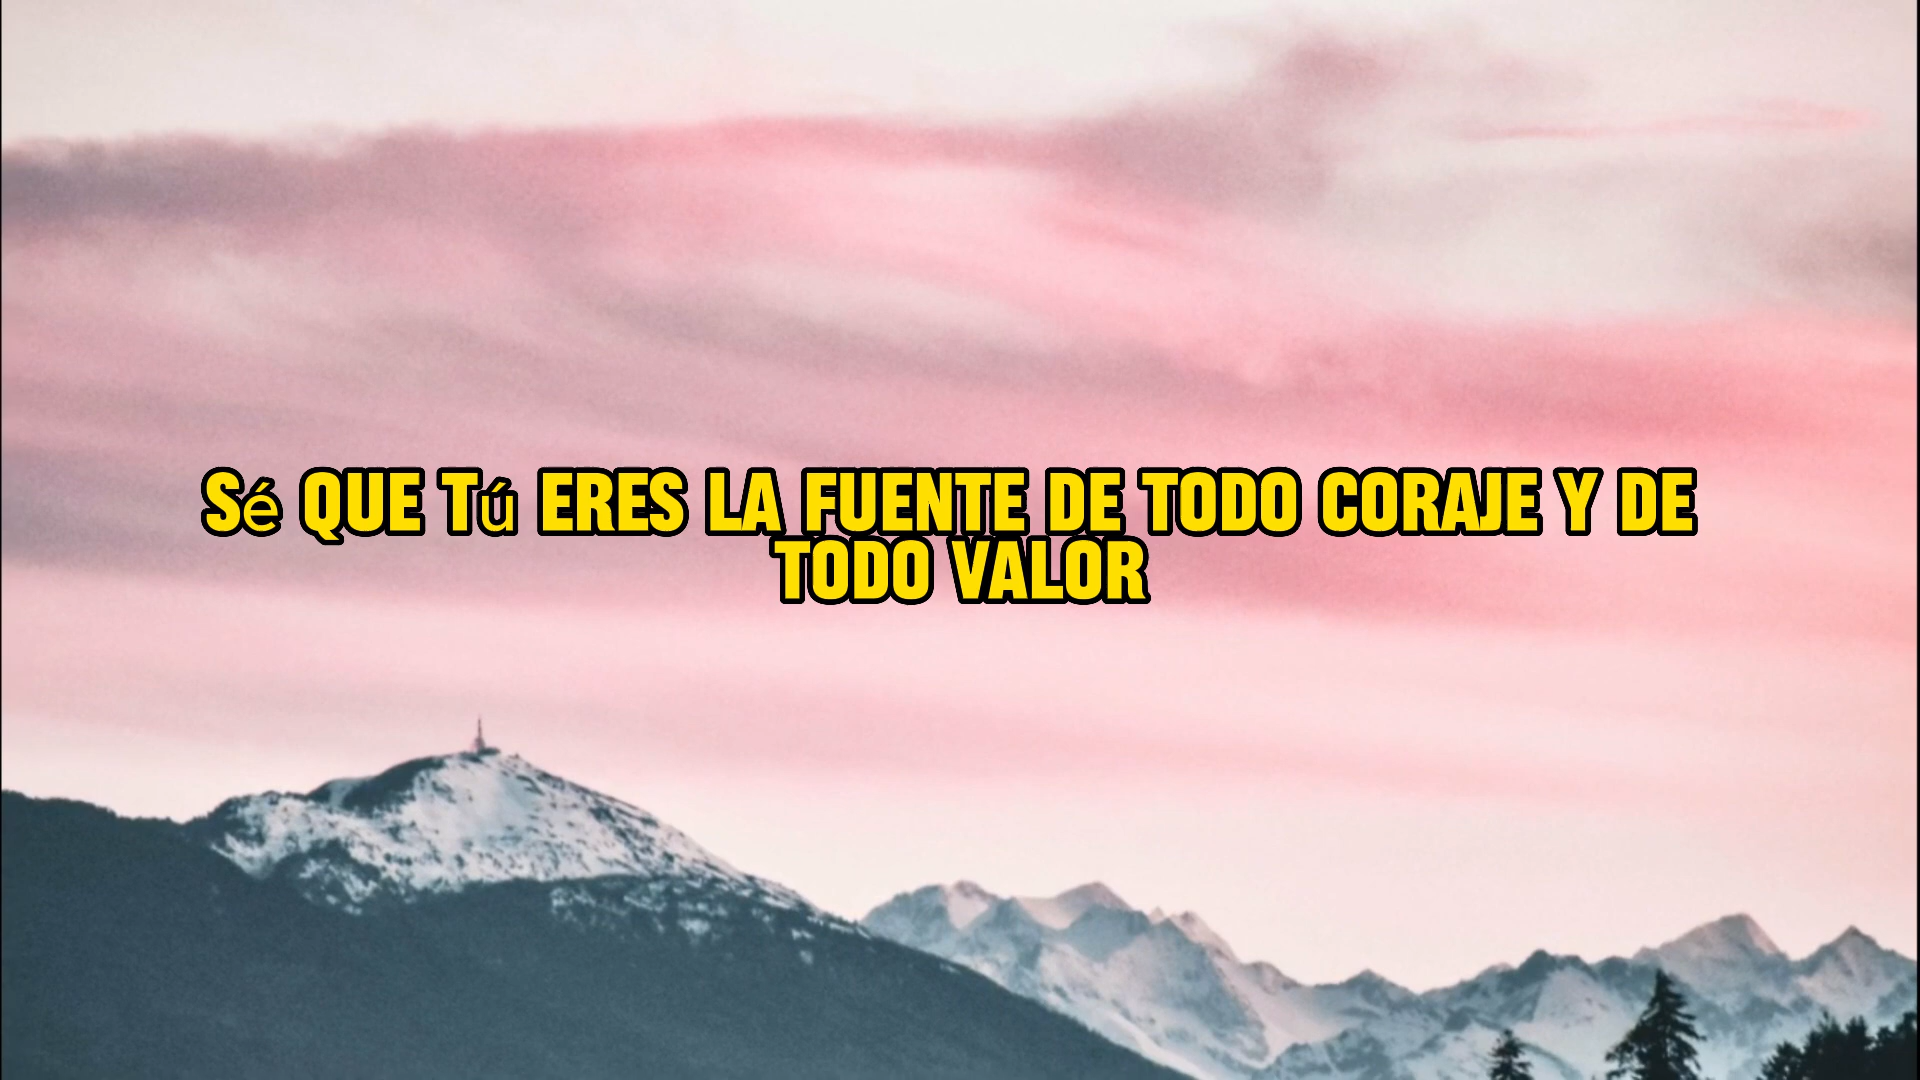 Sé QUE Tú ERES LA FUENTE DE TODO CORAJE Y DE
TODO VALOR